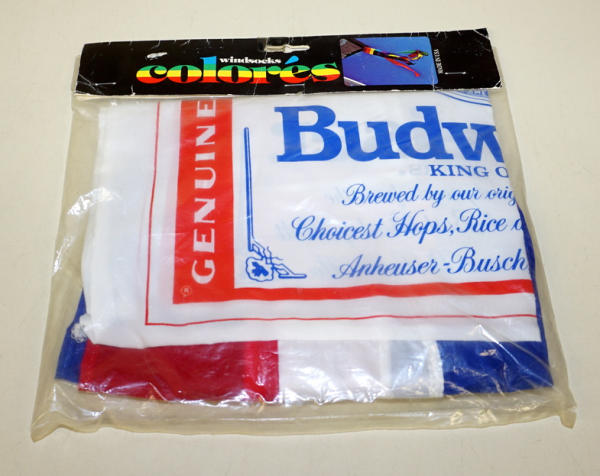 windsocks
colorés
MADE IN USA
GENUINE
®
Budw
KING O
Brewed by our orig
Choicest Hops, Rice a
Anheuser-Busch